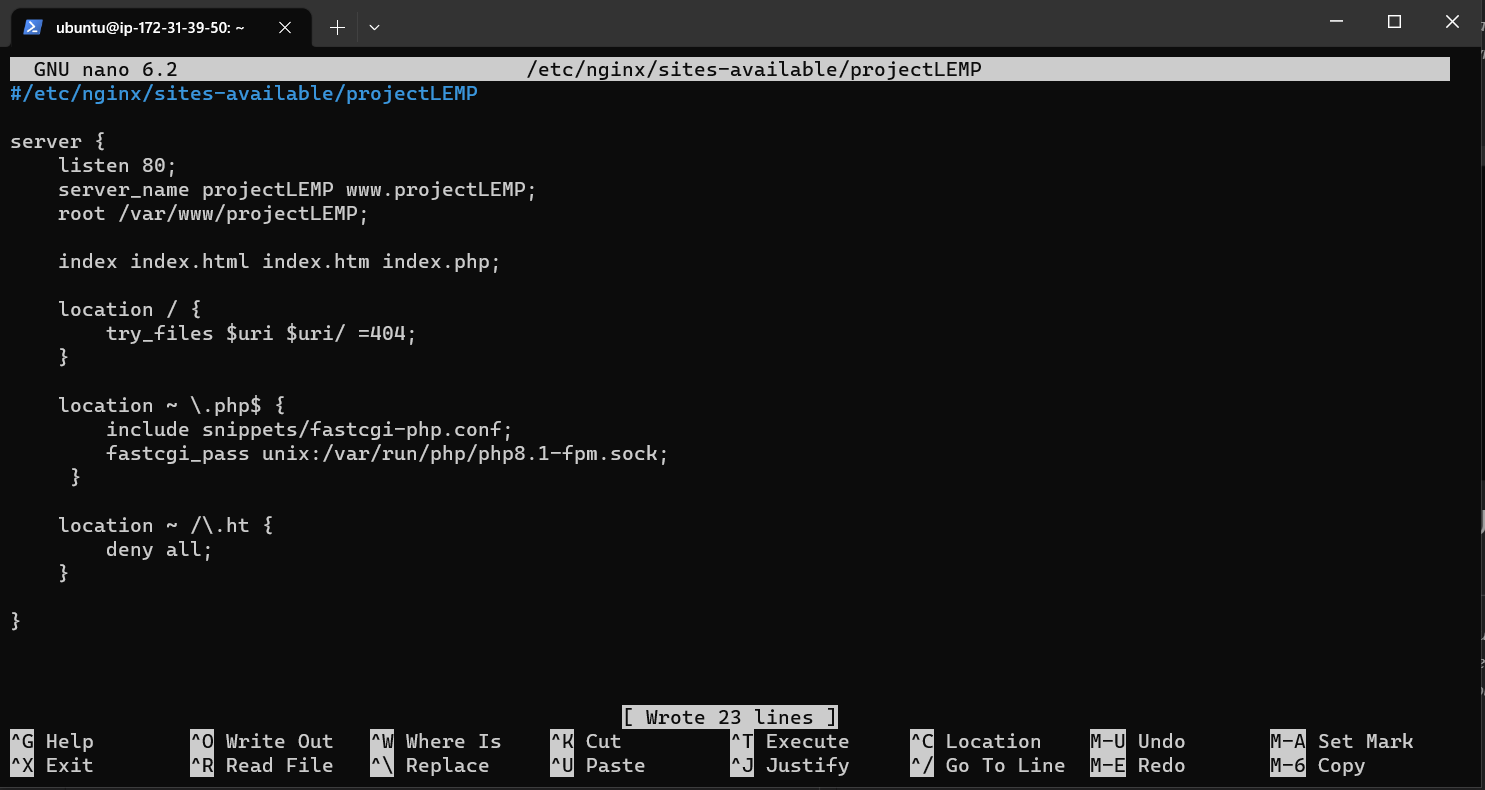 ubuntu@ip-172-31-39-50: ~
GNU nano 6.2 /etc/nginx/sites-available/projectLEMP
#/etc/nginx/sites-available/projectLEMP
server {
    listen 80;
    server_name projectLEMP www.projectLEMP;
    root /var/www/projectLEMP;
    index index.html index.htm index.php;
    location / {
        try_files $uri $uri/ =404;
    }
    location ~ \.php$ {
        include snippets/fastcgi-php.conf;
        fastcgi_pass unix:/var/run/php/php8.1-fpm.sock;
     }
    location ~ /\.ht {
        deny all;
    }
}
[ Wrote 23 lines ]
^G Help ^O Write Out ^W Where Is ^K Cut ^T Execute ^C Location M-U Undo M-A Set Mark
^X Exit ^R Read File ^\ Replace ^U Paste ^J Justify ^/ Go To Line M-E Redo M-6 Copy